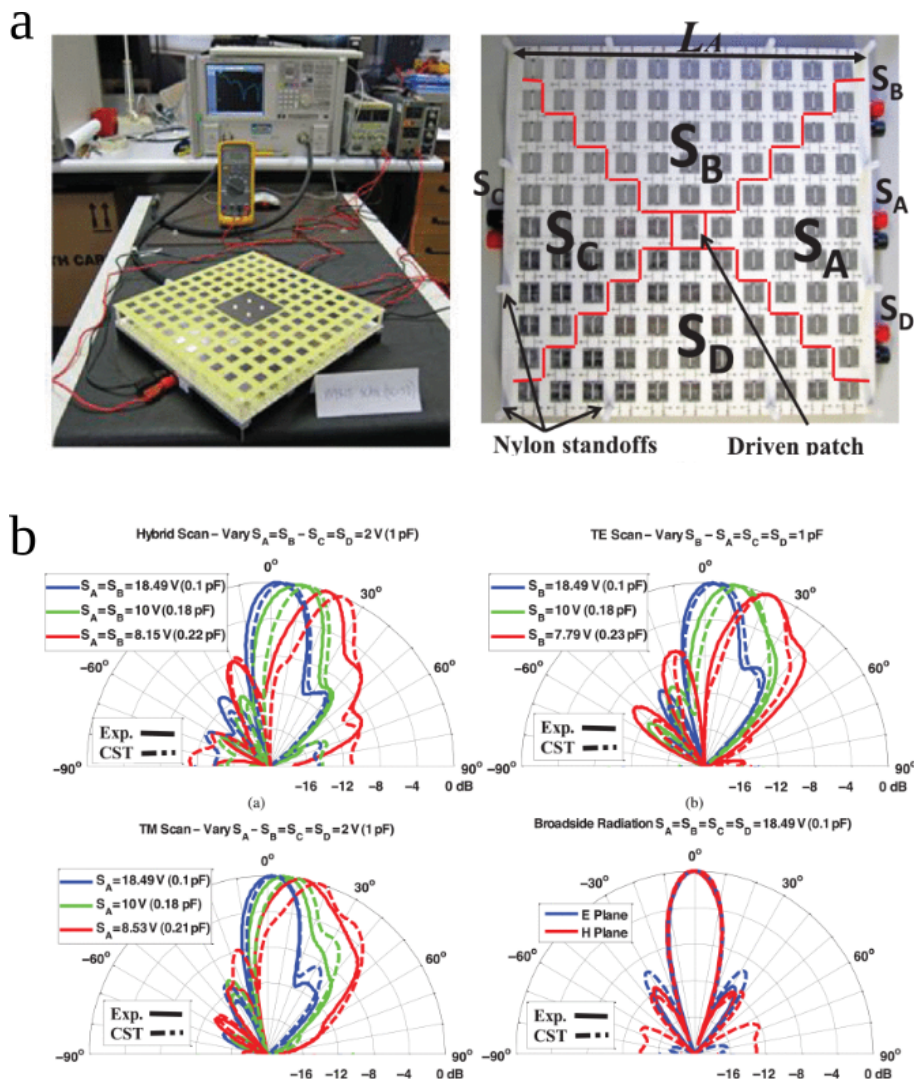 a
L_A
S_B
S_B
S_C
S_A
S_C
S_A
S_D
S_D
Nylon standoffs
Driven patch
b
Hybrid Scan – Vary S_A=S_B – S_C=S_D=2 V (1 pF)
0°
30°
60°
90°
-60°
-90°
S_A=S_B=18.49 V (0.1 pF)
S_A=S_B=10 V (0.18 pF)
S_A=S_B=8.15 V (0.22 pF)
Exp.
CST
-16 -12 -8 -4 0 dB
(a)
TE Scan – Vary S_B – S_A=S_C=S_D=1 pF
0°
30°
60°
90°
-60°
-90°
S_B=18.49 V (0.1 pF)
S_B=10 V (0.18 pF)
S_B=7.79 V (0.23 pF)
Exp.
CST
-16 -12 -8 -4 0 dB
(b)
TM Scan – Vary S_A – S_B=S_C=S_D=2 V (1 pF)
0°
30°
60°
90°
-60°
-90°
S_A=18.49 V (0.1 pF)
S_A=10 V (0.18 pF)
S_A=8.53 V (0.21 pF)
Exp.
CST
-16 -12 -8 -4 0 dB
Broadside Radiation S_A=S_B=S_C=S_D=18.49 V (0.1 pF)
0°
-30°
30°
60°
90°
-60°
-90°
E Plane
H Plane
Exp.
CST
-16 -12 -8 -4 0 dB